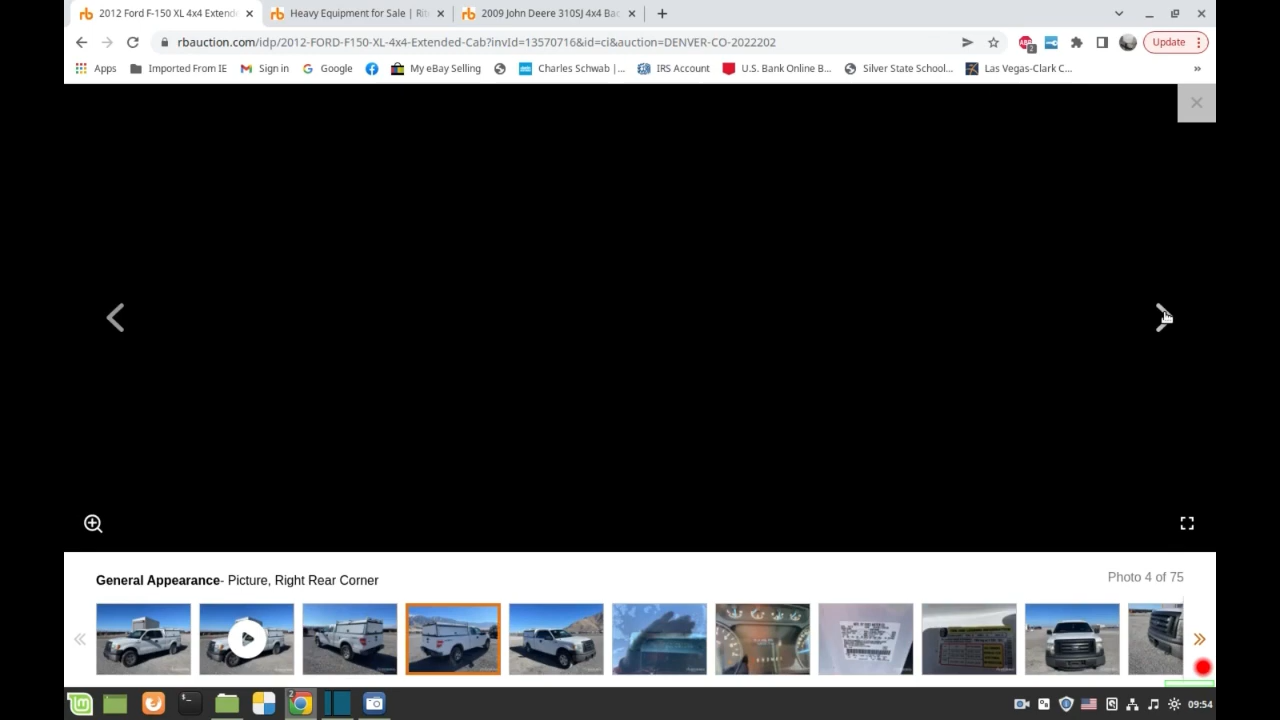 2012 Ford F-150 XL 4x4 Extend
Heavy Equipment for Sale | Rit
2009 John Deere 310SJ 4x4 Bac
rbauction.com/idp/2012-FORD-F150-XL-4x4-Extended-Cab?invId=13570716&id=ci&auction=DENVER-CO-2022202
2
Update
Apps
Imported From IE
Sign in
Google
My eBay Selling
Charles Schwab |...
IRS Account
U.S. Bank Online B...
Silver State School...
Las Vegas-Clark C...
General Appearance- Picture, Right Rear Corner
Photo 4 of 75
2
09:54